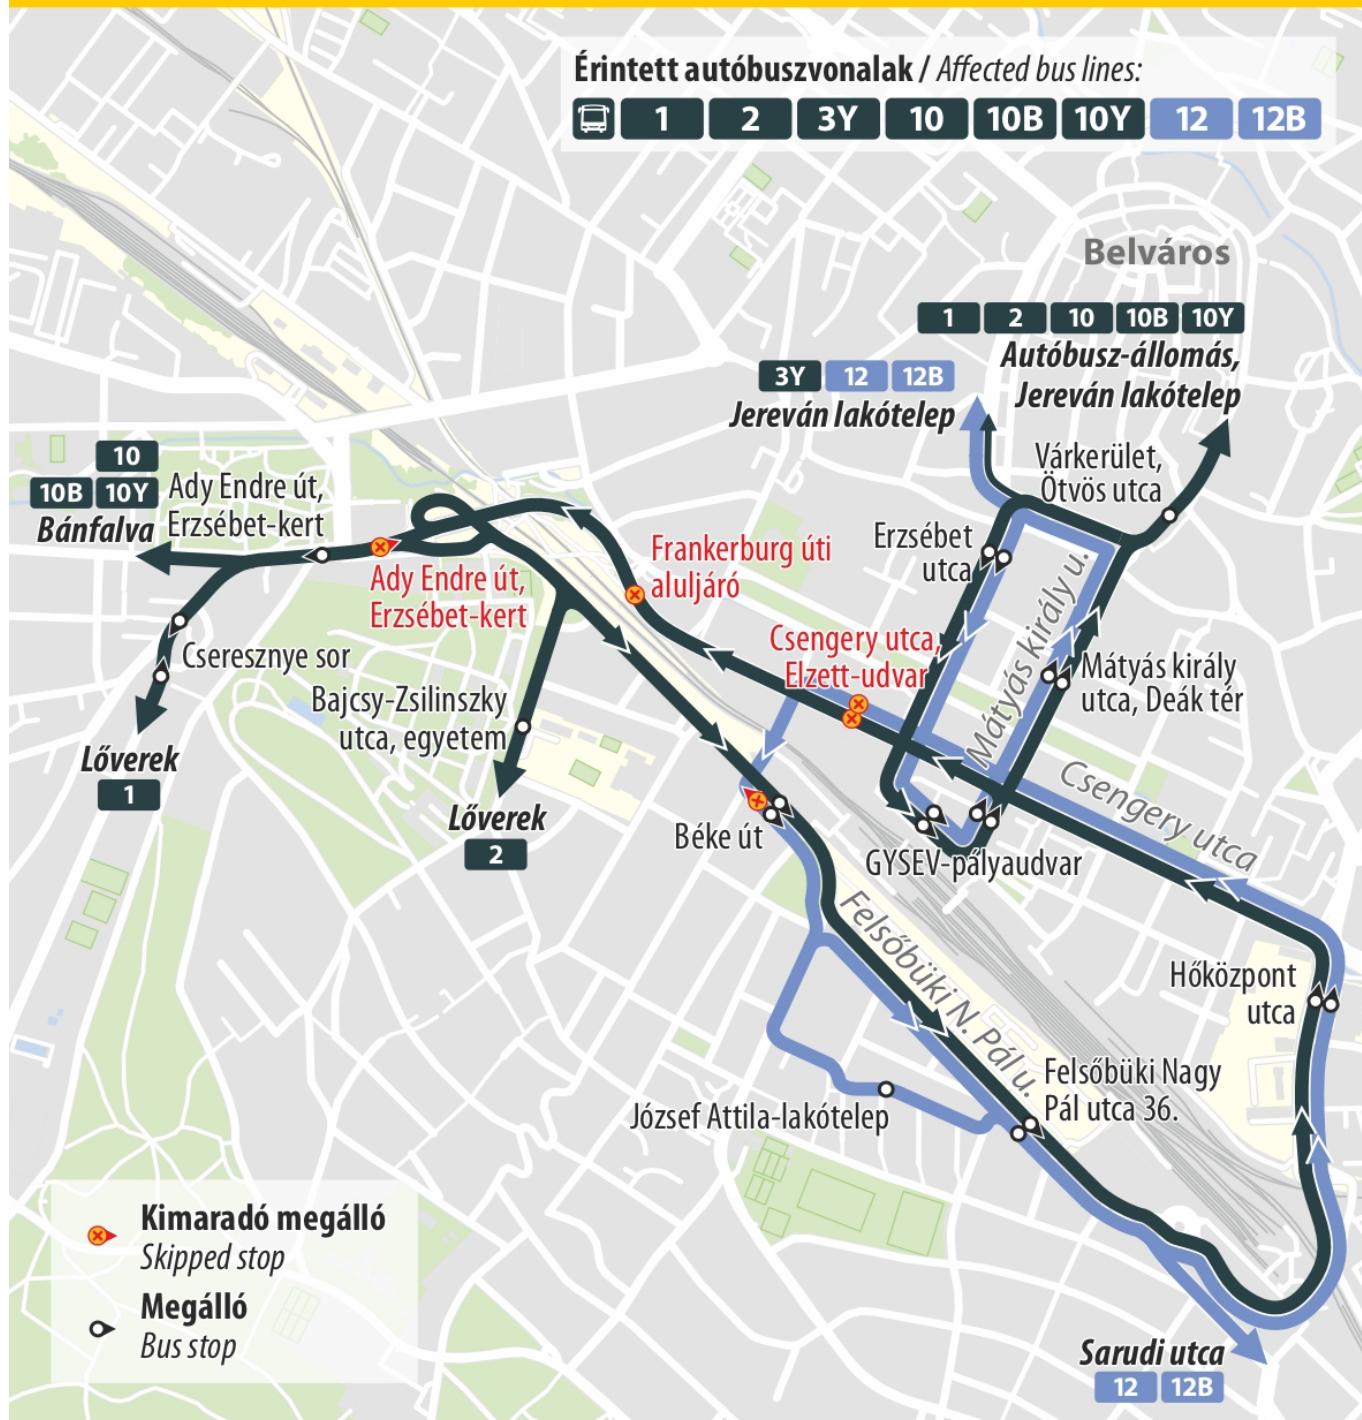 Érintett autóbuszvonalak / Affected bus lines:
1 2 3Y 10 10B 10Y 12 12B
Belváros
1 2 10 10B 10Y
Autóbusz-állomás,
Jereván lakótelep
3Y 12 12B
Jereván lakótelep
Várkerület,
Ötvös utca
10
10B 10Y
Bánfalva
Ady Endre út,
Erzsébet-kert
Erzsébet
utca
Frankerburg úti
aluljáró
Ady Endre út,
Erzsébet-kert
Csengery utca,
Elzett-udvar
Mátyás király u.
Mátyás király
utca, Deák tér
Cseresznye sor
Bajcsy-Zsilinszky
utca, egyetem
Lőverek
1
Lőverek
2
Béke út
GYSEV-pályaudvar
Csengery utca
Felsőbüki N. Pál u.
Hőközpont
utca
Felsőbüki Nagy
Pál utca 36.
József Attila-lakótelep
Kimaradó megálló
Skipped stop
Megálló
Bus stop
Sarudi utca
12 12B